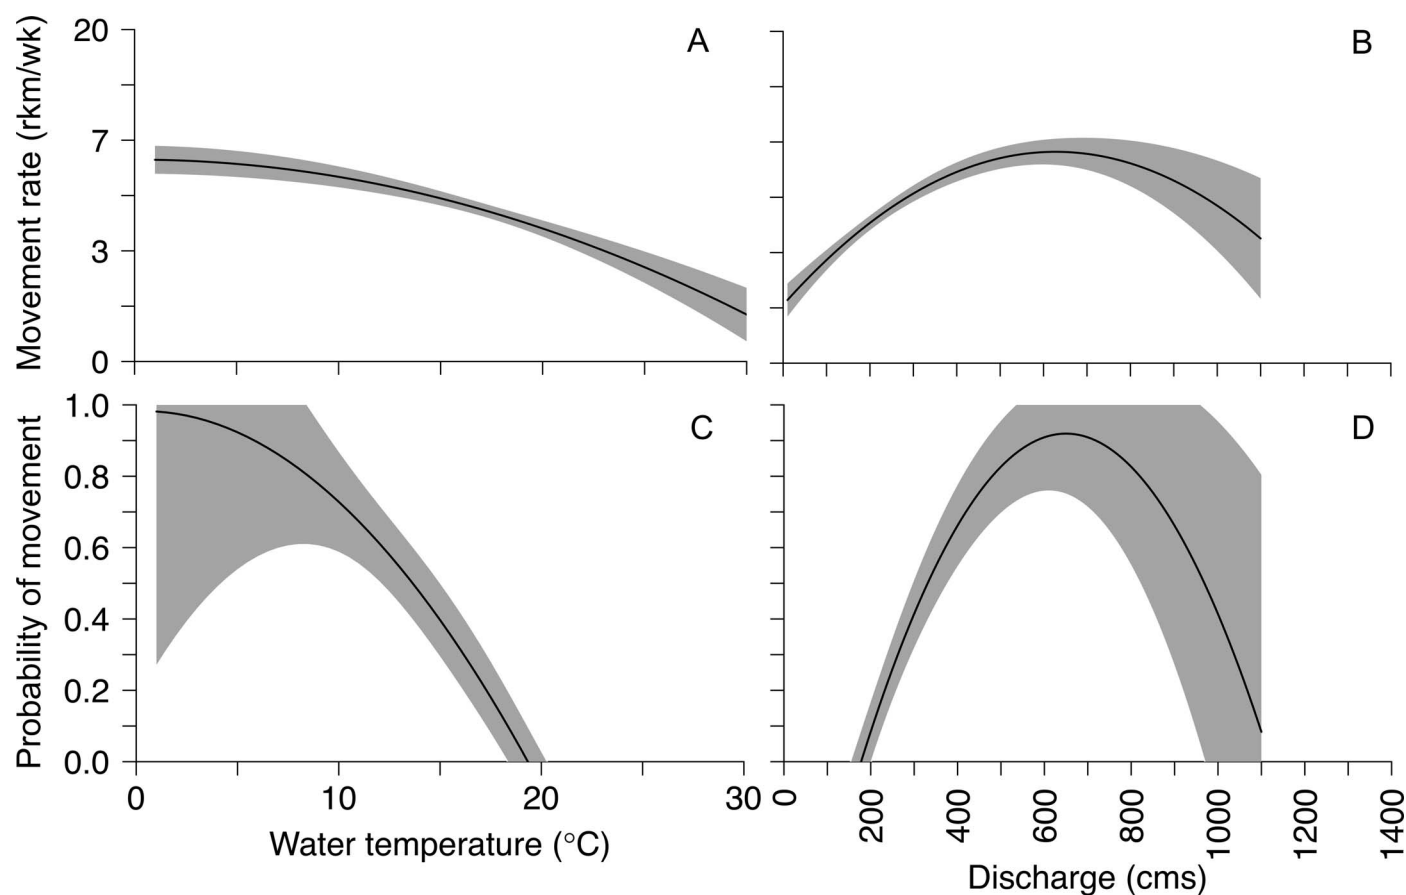 Movement rate (rkm/wk)
20
7
3
0
A
B
Probability of movement
1.0
0.8
0.6
0.4
0.2
0.0
C
D
0 10 20 30
Water temperature (°C)
0 200 400 600 800 1000 1200 1400
Discharge (cms)